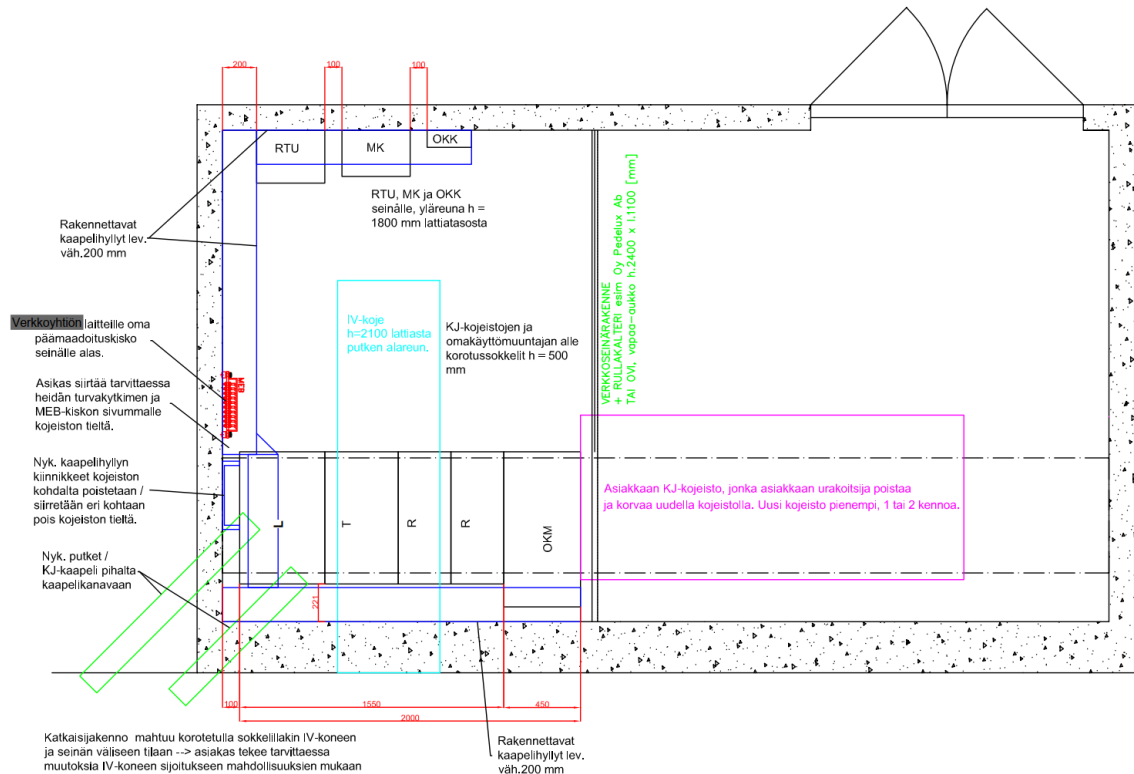 200
100
100
RTU
MK
OKK
RTU, MK ja OKK
seinälle, yläreuna h =
1800 mm lattiatasosta
Rakennettavat
kaapelihyllyt lev.
väh.200 mm
Verkkoyhtiön laitteille oma
päämaadoituskisko
seinälle alas.
MEB
Asikas siirtää tarvittaessa
heidän turvakytkimen ja
MEB-kiskon sivummalle
kojeiston tieltä.
IV-koje
h=2100 lattiasta
putken alareun.
KJ-kojeistojen ja
omakäyttömuuntajan alle
korotussokkelit h = 500
mm
VERKKOSEINÄRAKENNE
+ RULLAKALTERI esim Oy Pedelux Ab
TAI OVI, vapaa-aukko h.2400 x l.1100 [mm]
Nyk. kaapelihyllyn
kiinnikkeet kojeiston
kohdalta poistetaan /
siirretään eri kohtaan
pois kojeiston tieltä.
L
T
R
R
OKM
Asiakkaan KJ-kojeisto, jonka asiakkaan urakoitsija poistaa
ja korvaa uudella kojeistolla. Uusi kojeisto pienempi, 1 tai 2 kennoa.
Nyk. putket /
KJ-kaapeli pihalta
kaapelikanavaan
221
100
1550
450
2000
Katkaisijakenno mahtuu korotetulla sokkelillakin IV-koneen
ja seinän väliseen tilaan --> asiakas tekee tarvittaessa
muutoksia IV-koneen sijoitukseen mahdollisuuksien mukaan
Rakennettavat
kaapelihyllyt lev.
väh.200 mm